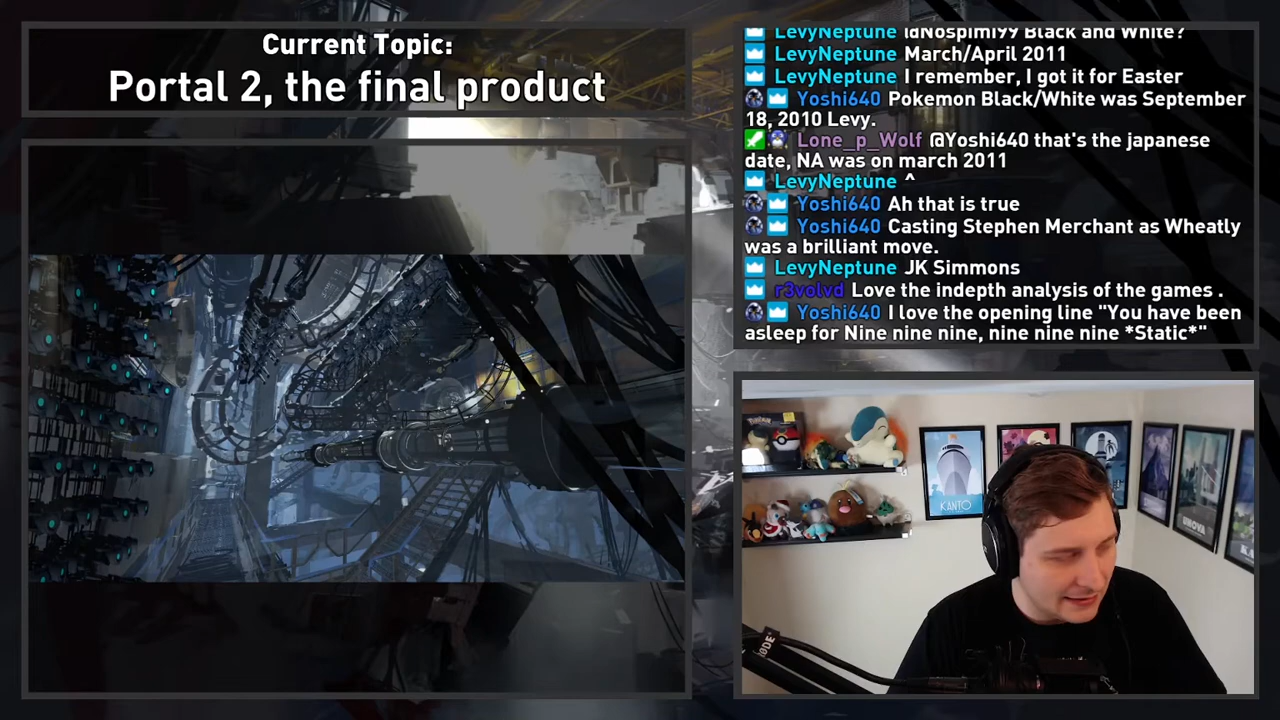 Current Topic:
Portal 2, the final product
LevyNeptune @Nospimi99 Black and White?
LevyNeptune March/April 2011
LevyNeptune I remember, I got it for Easter
Yoshi640 Pokemon Black/White was September
18, 2010 Levy.
Lone_p_Wolf @Yoshi640 that's the japanese
date, NA was on march 2011
LevyNeptune ^
Yoshi640 Ah that is true
Yoshi640 Casting Stephen Merchant as Wheatly
was a brilliant move.
LevyNeptune JK Simmons
r3volvd Love the indepth analysis of the games .
Yoshi640 I love the opening line "You have been
asleep for Nine nine nine, nine nine nine *Static*"
KANTO
UNOVA